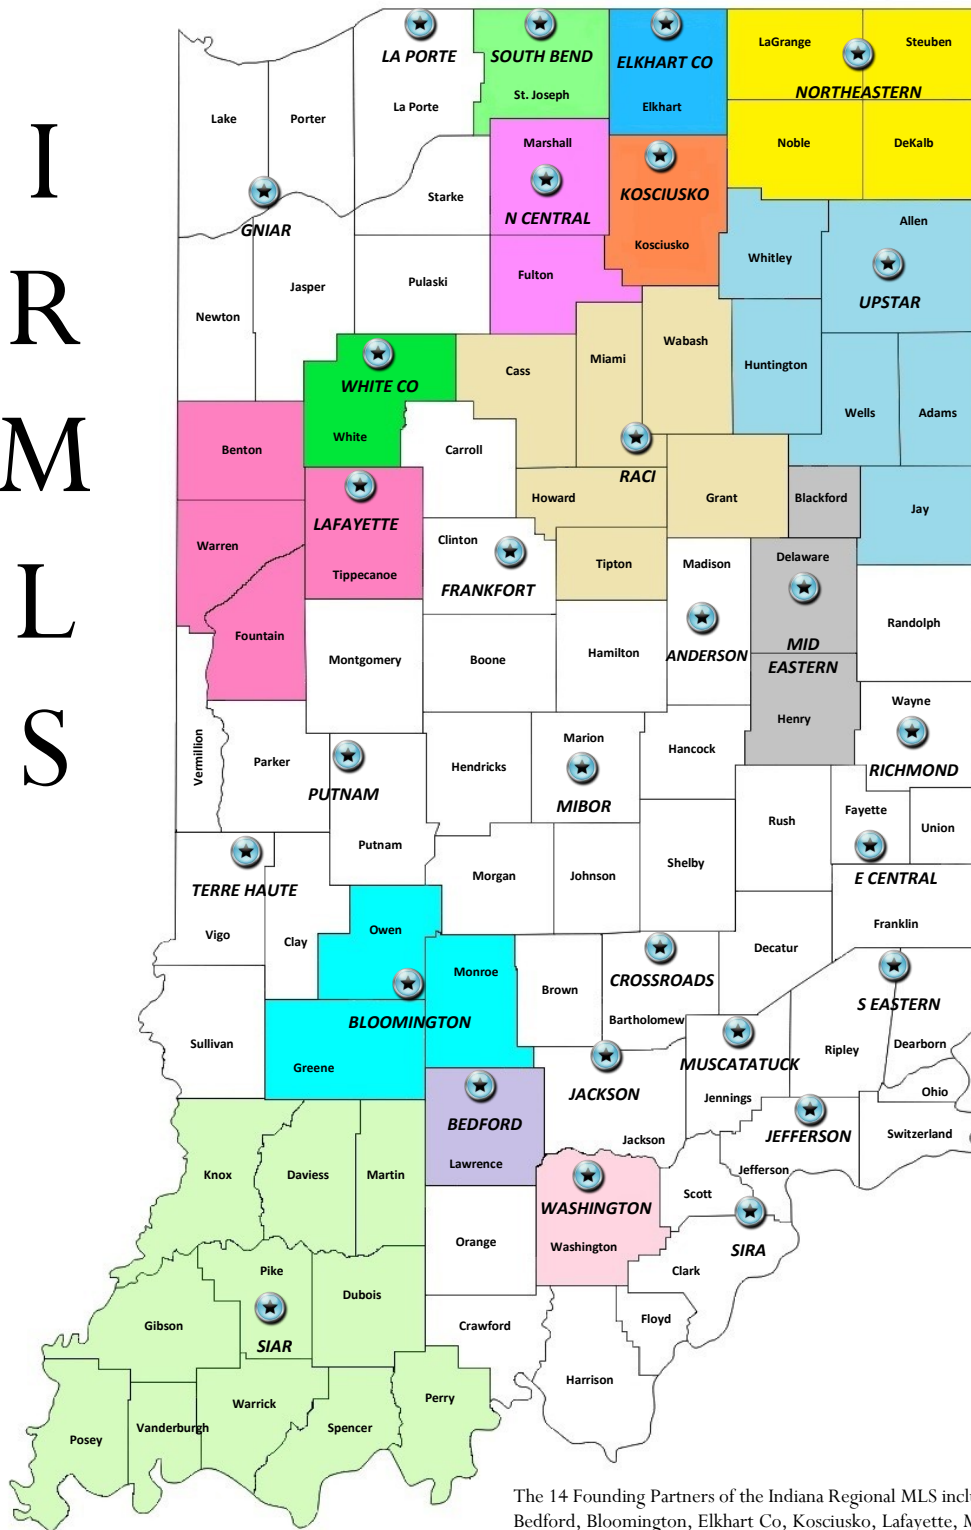 I
R
M
L
S
LA PORTE
SOUTH BEND
ELKHART CO
LaGrange
Steuben
NORTHEASTERN
La Porte
St. Joseph
Elkhart
Lake
Porter
Noble
DeKalb
Marshall
Starke
N CENTRAL
KOSCIUSKO
GNIAR
Kosciusko
Allen
Whitley
Newton
Jasper
Pulaski
Fulton
UPSTAR
WHITE CO
Cass
Miami
Wabash
Huntington
White
Wells
Adams
Benton
Carroll
RACI
LAFAYETTE
Howard
Grant
Blackford
Jay
Warren
Clinton
Tippecanoe
FRANKFORT
Tipton
Madison
Delaware
Randolph
Fountain
Montgomery
Boone
Hamilton
ANDERSON
MID
EASTERN
Henry
Wayne
Vermillion
Parker
PUTNAM
Hendricks
Marion
MIBOR
Hancock
RICHMOND
Putnam
Rush
Fayette
Union
TERRE HAUTE
Morgan
Johnson
Shelby
E CENTRAL
Vigo
Clay
Owen
Monroe
Decatur
Franklin
Brown
CROSSROADS
S EASTERN
BLOOMINGTON
Bartholomew
Sullivan
Greene
MUSCATATUCK
Ripley
Dearborn
JACKSON
Jennings
Ohio
BEDFORD
Jackson
JEFFERSON
Switzerland
Knox
Daviess
Martin
Lawrence
Jefferson
WASHINGTON
Scott
Orange
Washington
SIRA
Pike
Clark
Dubois
Gibson
SIAR
Crawford
Floyd
Harrison
Posey
Vanderburgh
Warrick
Spencer
Perry
The 14 Founding Partners of the Indiana Regional MLS
Bedford, Bloomington, Elkhart Co, Kosciusko, Lafayette,